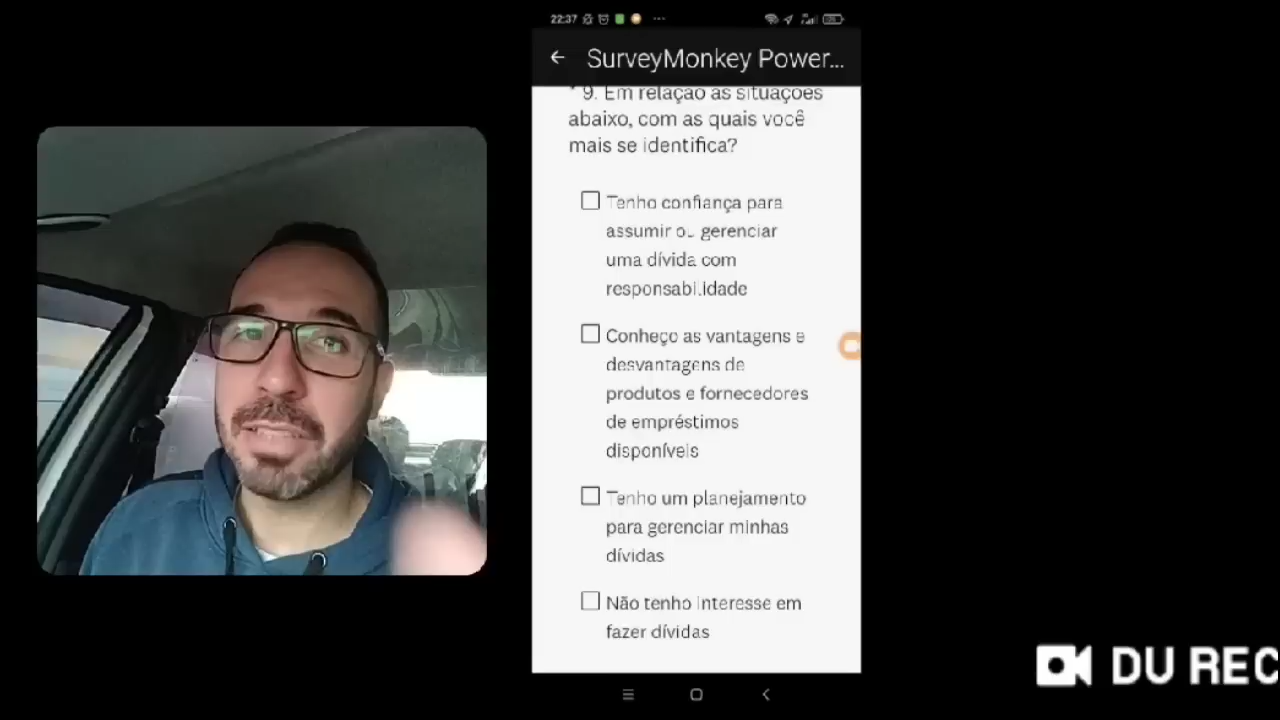 22:37
SurveyMonkey Power...
* 9. Em relação às situações
abaixo, com as quais você
mais se identifica?
Tenho confiança para
assumir ou gerenciar
uma dívida com
responsabilidade
Conheço as vantagens e
desvantagens de
produtos e fornecedores
de empréstimos
disponíveis
Tenho um planejamento
para gerenciar minhas
dívidas
Não tenho interesse em
fazer dívidas
DU REC